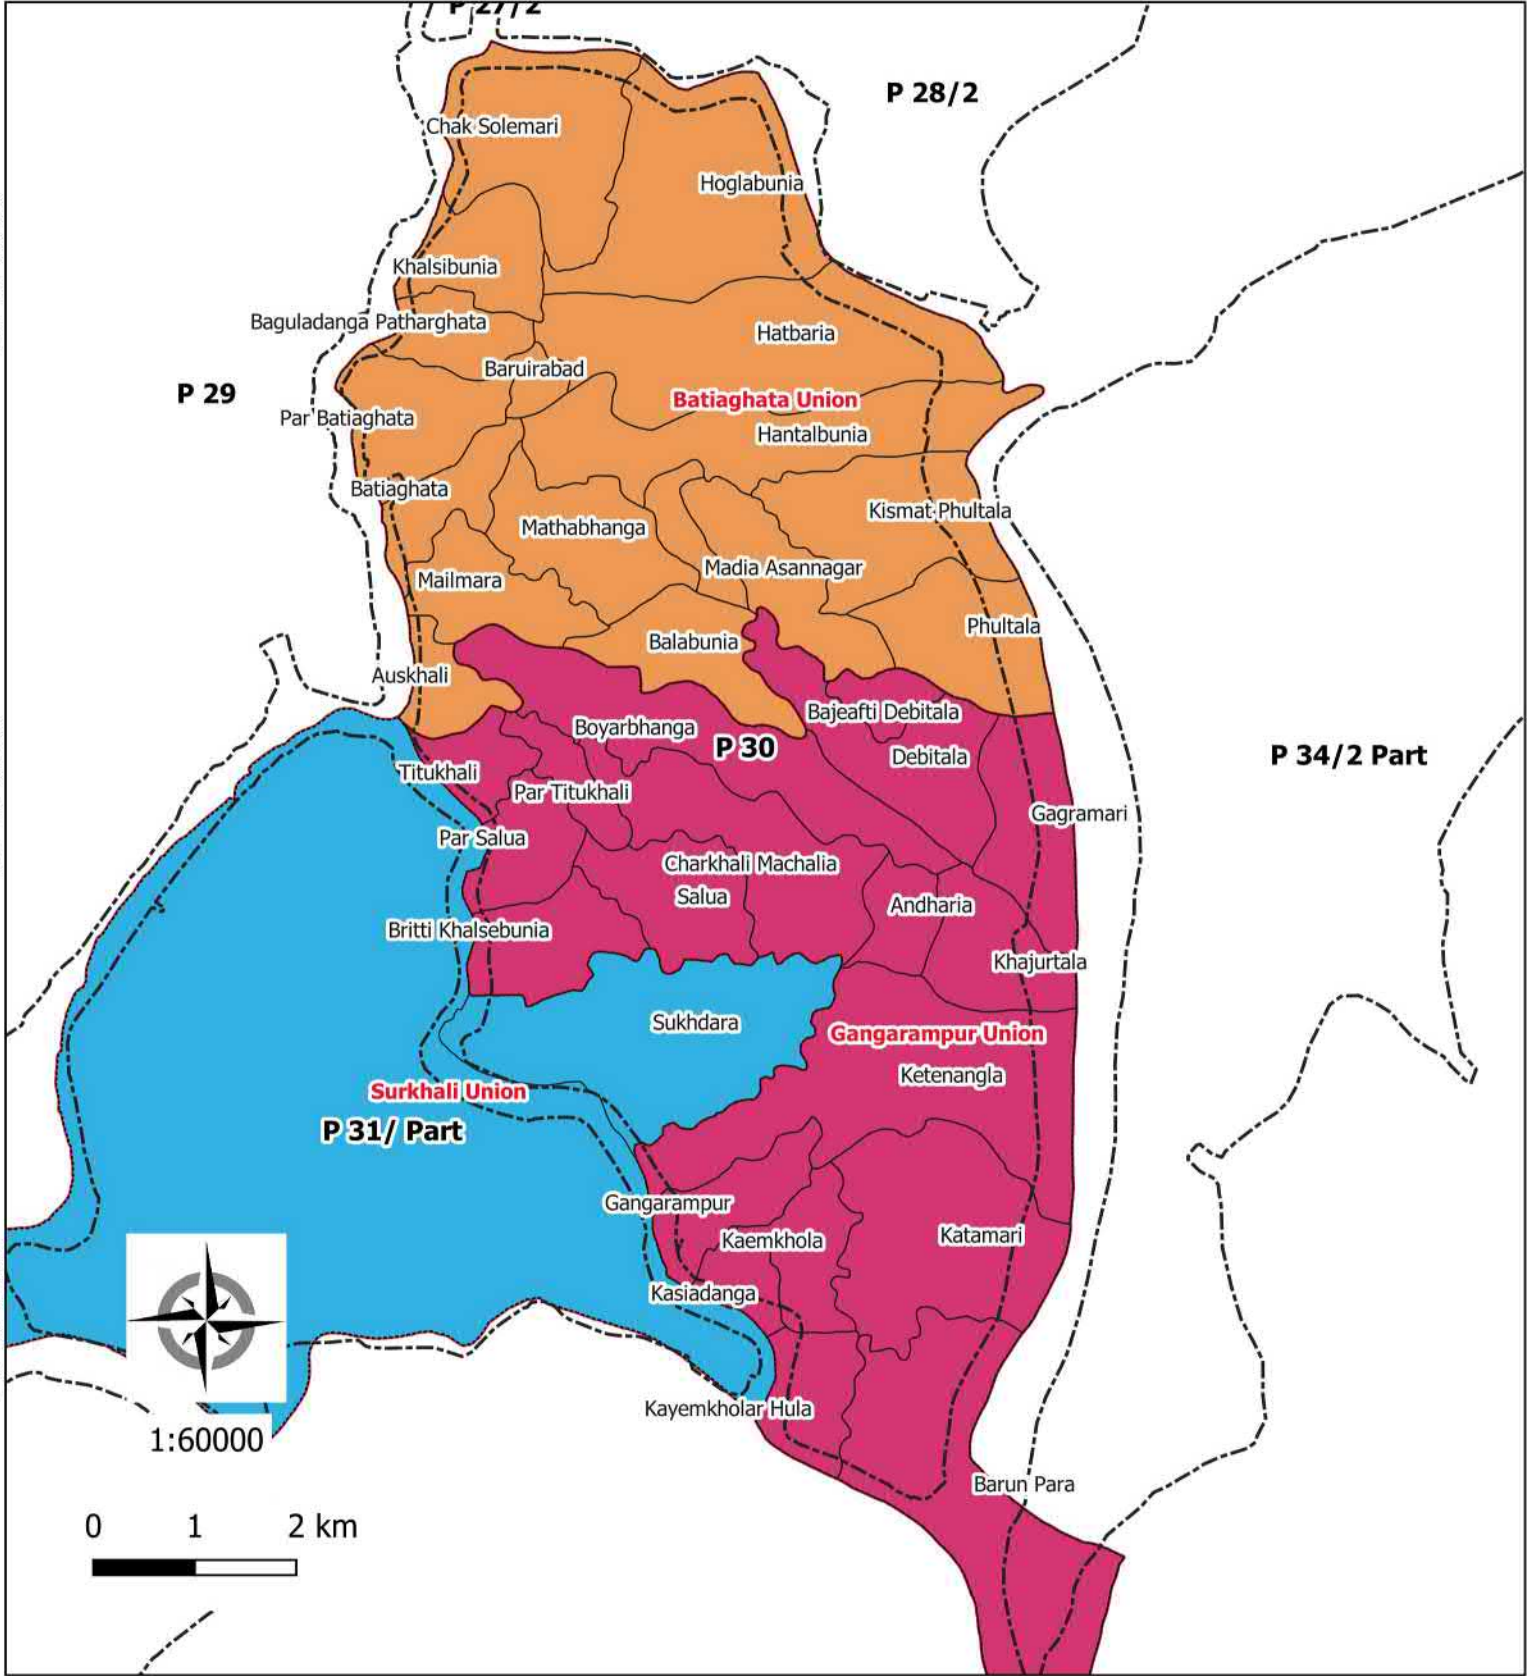 P 27/2
P 28/2
Chak Solemari
Hoglabunia
Khalsibunia
Baguladanga Patharghata
Hatbaria
Baruirabad
P 29
Batiaghata Union
Par Batiaghata
Hantalbunia
Batiaghata
Kismat Phultala
Mathabhanga
Madia Asannagar
Mailmara
Phultala
Balabunia
Auskhali
Bajeafti Debitala
Boyarbhanga
P 30
Debitala
P 34/2 Part
Titukhali
Par Titukhali
Gagramari
Par Salua
Charkhali Machalia
Salua
Andharia
Britti Khalsebunia
Khajurtala
Sukhdara
Gangarampur Union
Ketenangla
Surkhali Union
P 31/ Part
Gangarampur
Kaemkhola
Katamari
Kasiadanga
Kayemkholar Hula
1:60000
Barun Para
0 1 2 km